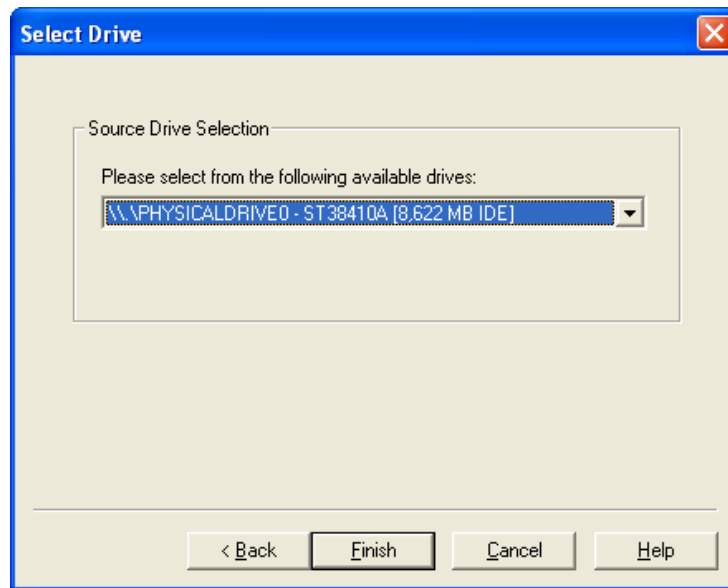 Select Drive
Source Drive Selection
Please select from the following available drives:
\\.\PHYSICALDRIVE0 - ST38410A [8,622 MB IDE]
< Back Finish Cancel Help